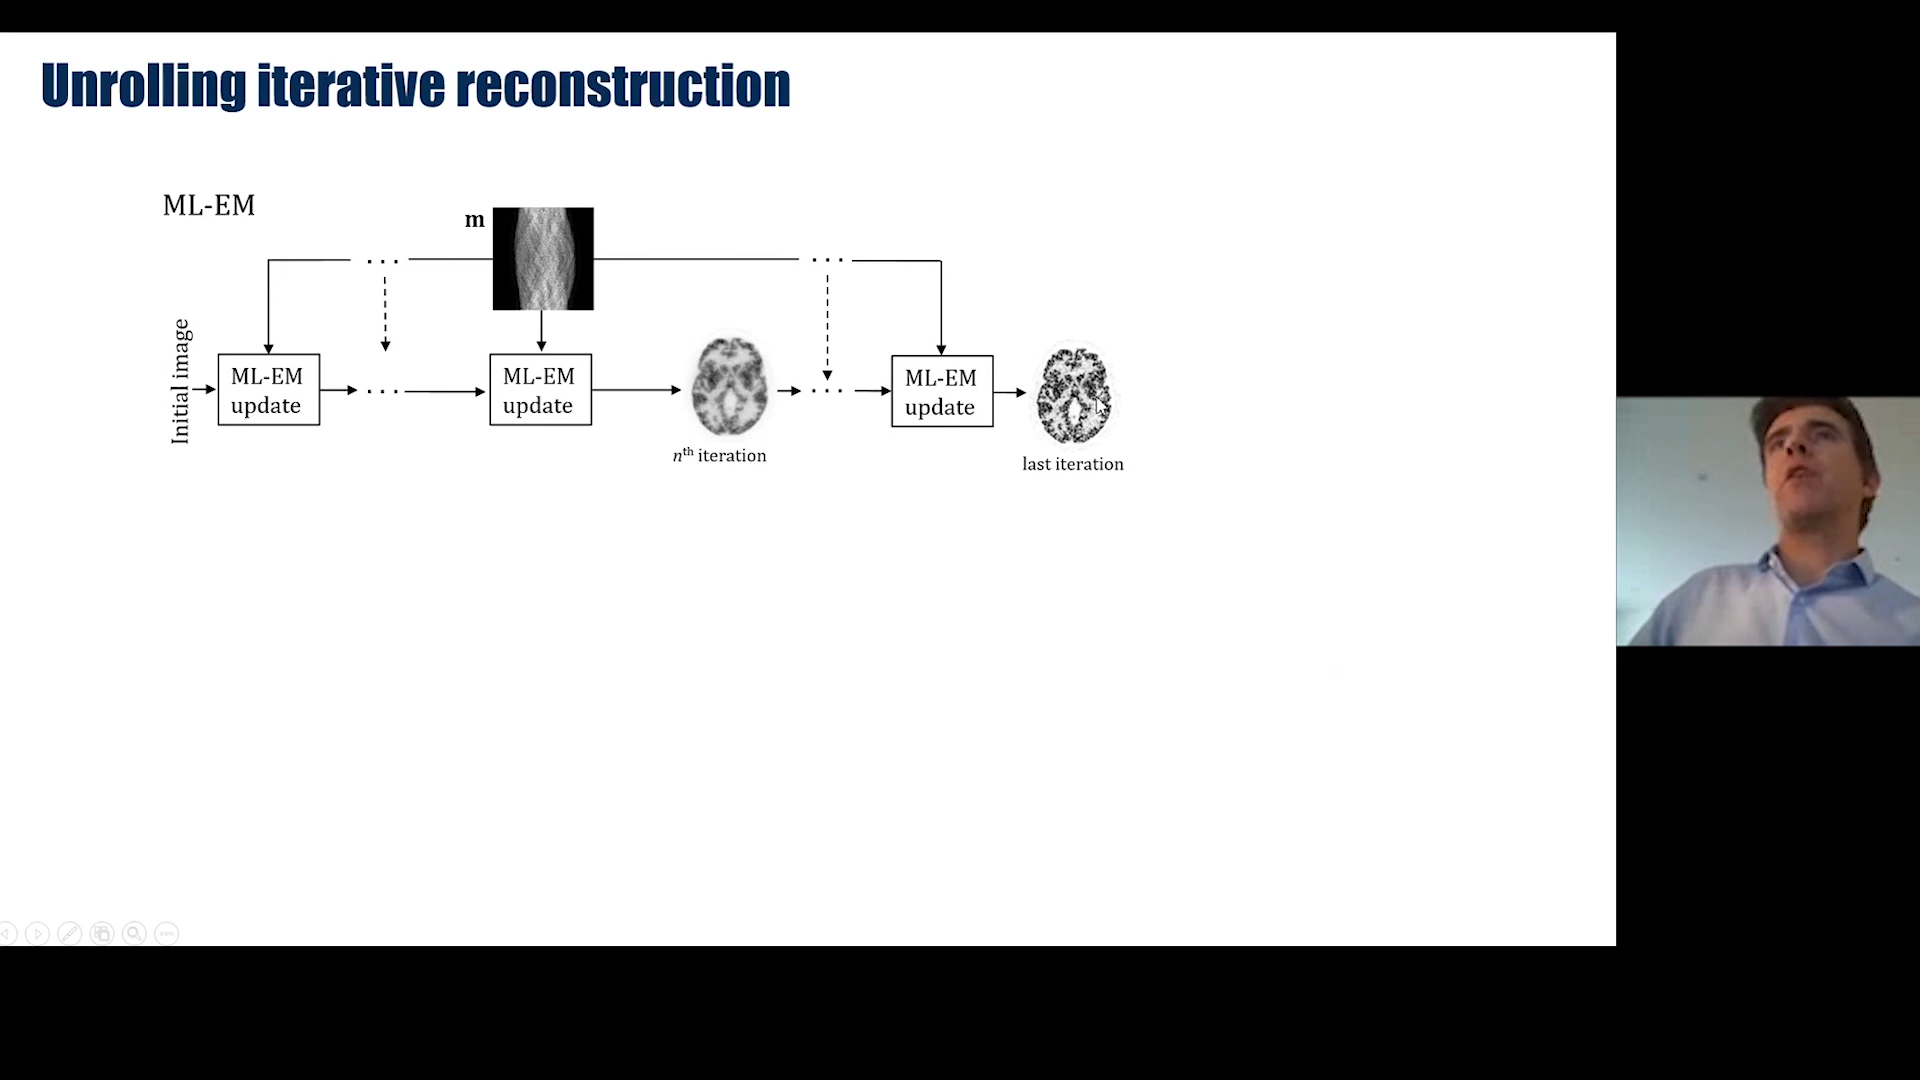 Unrolling iterative reconstruction
ML-EM
m
. . .
. . .
Initial image
ML-EM
update
. . .
ML-EM
update
. . .
ML-EM
update
nth iteration
last iteration